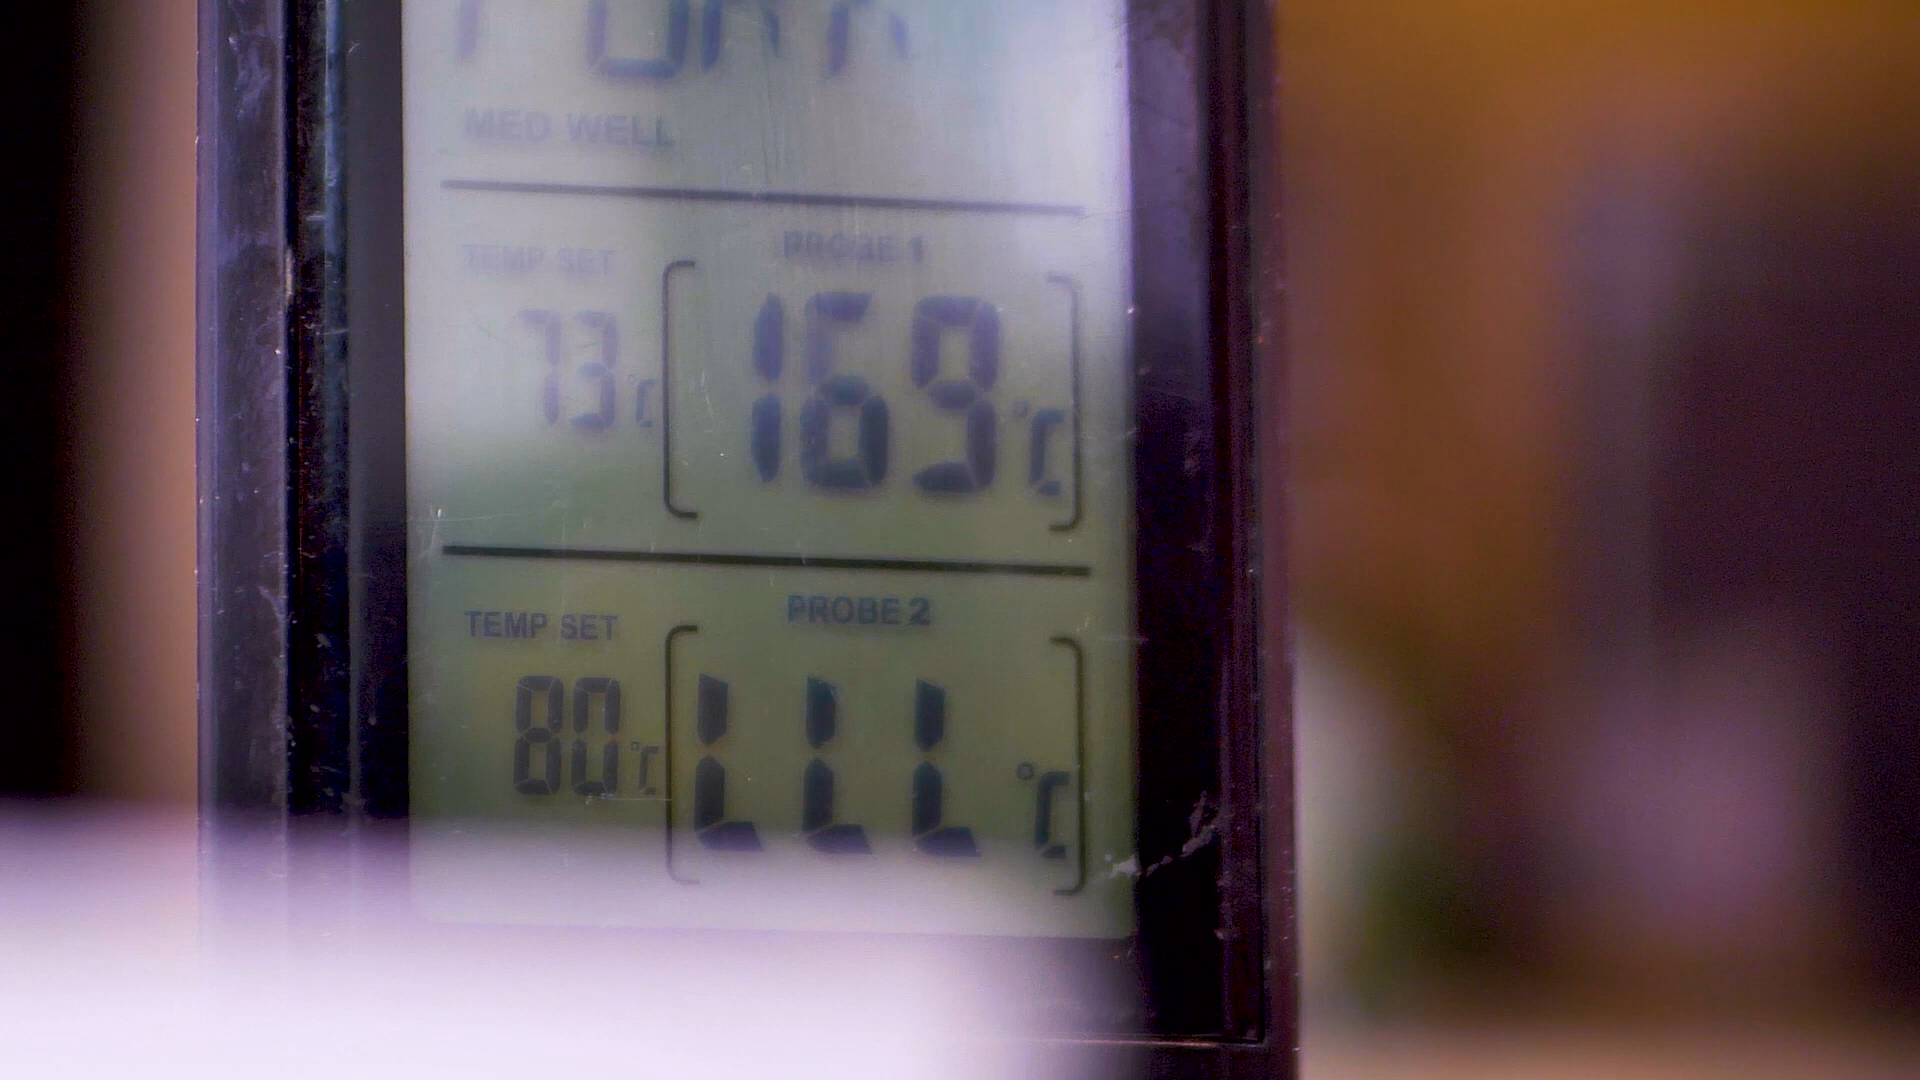 MED WELL
TEMP SET PROBE 1
73°C 169°C
TEMP SET PROBE 2
80°C LLL°C